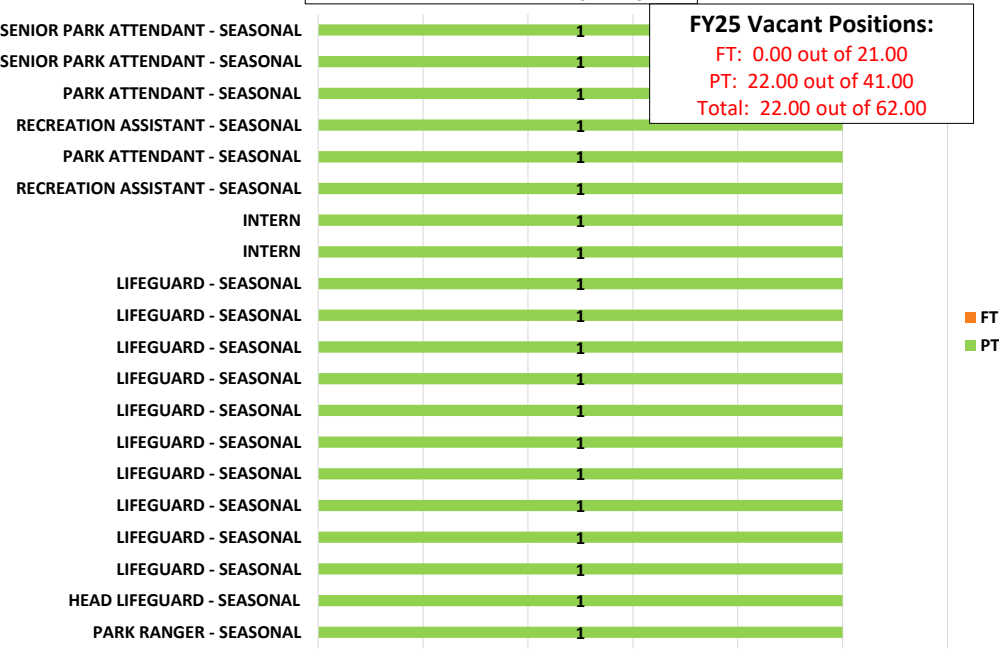 SENIOR PARK ATTENDANT - SEASONAL 1
SENIOR PARK ATTENDANT - SEASONAL 1
PARK ATTENDANT - SEASONAL 1
RECREATION ASSISTANT - SEASONAL 1
PARK ATTENDANT - SEASONAL 1
RECREATION ASSISTANT - SEASONAL 1
INTERN 1
INTERN 1
LIFEGUARD - SEASONAL 1
LIFEGUARD - SEASONAL 1
LIFEGUARD - SEASONAL 1
LIFEGUARD - SEASONAL 1
LIFEGUARD - SEASONAL 1
LIFEGUARD - SEASONAL 1
LIFEGUARD - SEASONAL 1
LIFEGUARD - SEASONAL 1
LIFEGUARD - SEASONAL 1
LIFEGUARD - SEASONAL 1
HEAD LIFEGUARD - SEASONAL 1
PARK RANGER - SEASONAL 1
FY25 Vacant Positions:
FT: 0.00 out of 21.00
PT: 22.00 out of 41.00
Total: 22.00 out of 62.00
FT
PT